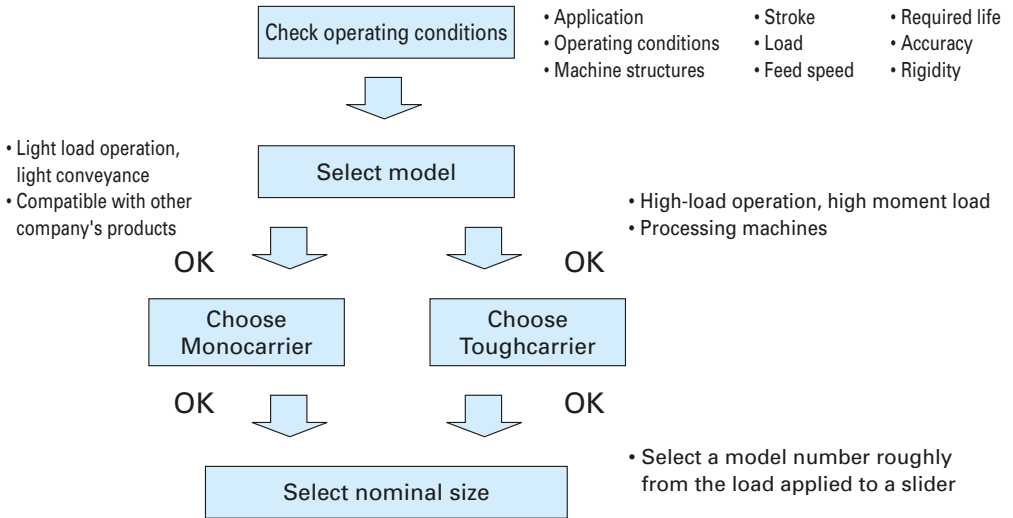 Check operating conditions
• Application
• Operating conditions
• Machine structures
• Stroke
• Load
• Feed speed
• Required life
• Accuracy
• Rigidity
• Light load operation,
light conveyance
• Compatible with other
company's products
Select model
• High-load operation, high moment load
• Processing machines
OK
OK
Choose
Monocarrier
Choose
Toughcarrier
OK
OK
Select nominal size
• Select a model number roughly
from the load applied to a slider